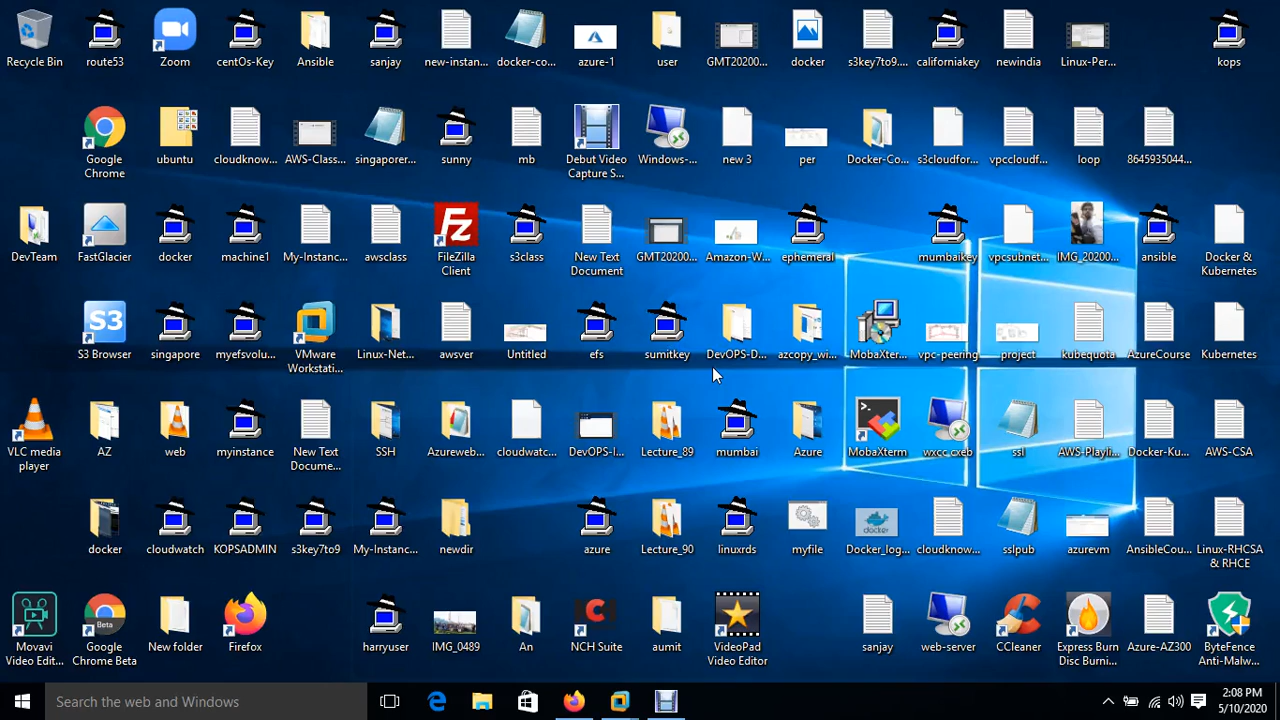 Recycle Bin
route53
Zoom
centOs-Key
Ansible
sanjay
new-instan...
docker-co...
azure-1
user
GMT20200...
docker
s3key7to9....
californiakey
newindia
Linux-Per...
kops
Google
Chrome
ubuntu
cloudknow...
AWS-Class...
singaporer...
sunny
mb
Debut Video
Capture S...
Windows-...
new 3
per
Docker-Co...
s3cloudfor...
vpccloudf...
loop
8645935044...
DevTeam
FastGlacier
docker
machine1
My-Instanc...
awsclass
FileZilla
Client
s3class
New Text
Document
GMT20200...
Amazon-W...
ephemeral
mumbaikey
vpcsubnet...
IMG_20200...
ansible
Docker &
Kubernetes
S3
S3 Browser
singapore
myefsvolu...
VMware
Workstati...
Linux-Net...
awsver
Untitled
efs
sumitkey
DevOPS-D...
azcopy_wi...
MobaXter...
vpc-peering
project
kubequota
AzureCourse
Kubernetes
VLC media
player
AZ
web
myinstance
New Text
Docume...
SSH
Azureweb...
cloudwatc...
DevOPS-I...
Lecture_89
mumbai
Azure
MobaXterm
wxcc.cxeb
ssl
AWS-Playli...
Docker-Ku...
AWS-CSA
docker
cloudwatch
KOPSADMIN
s3key7to9
My-Instanc...
newdir
azure
Lecture_90
linuxrds
myfile
Docker_log...
cloudknow...
sslpub
azurevm
AnsibleCou...
Linux-RHCSA
& RHCE
Movavi
Video Edit...
Beta
Google
Chrome Beta
New folder
Firefox
harryuser
IMG_0489
An
NCH Suite
aumit
VideoPad
Video Editor
sanjay
web-server
CCleaner
Express Burn
Disc Burni...
Azure-AZ300
ByteFence
Anti-Malw...
Search the web and Windows
2:08 PM
5/10/2020